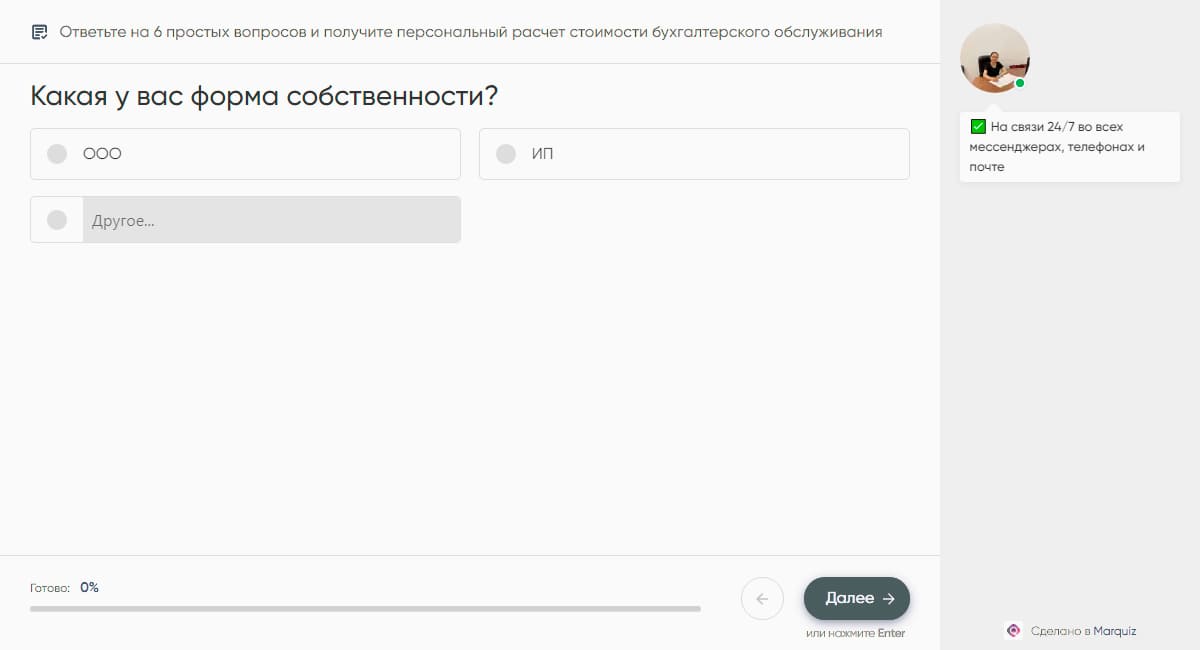 Ответьте на 6 простых вопросов и получите персональный расчет стоимости бухгалтерского обслуживания
Какая у вас форма собственности?
ООО
ИП
Другое...
Готово: 0%
Далее →
или нажмите Enter
✅ На связи 24/7 во всех
мессенджерах, телефонах и
почте
Сделано в Marquiz